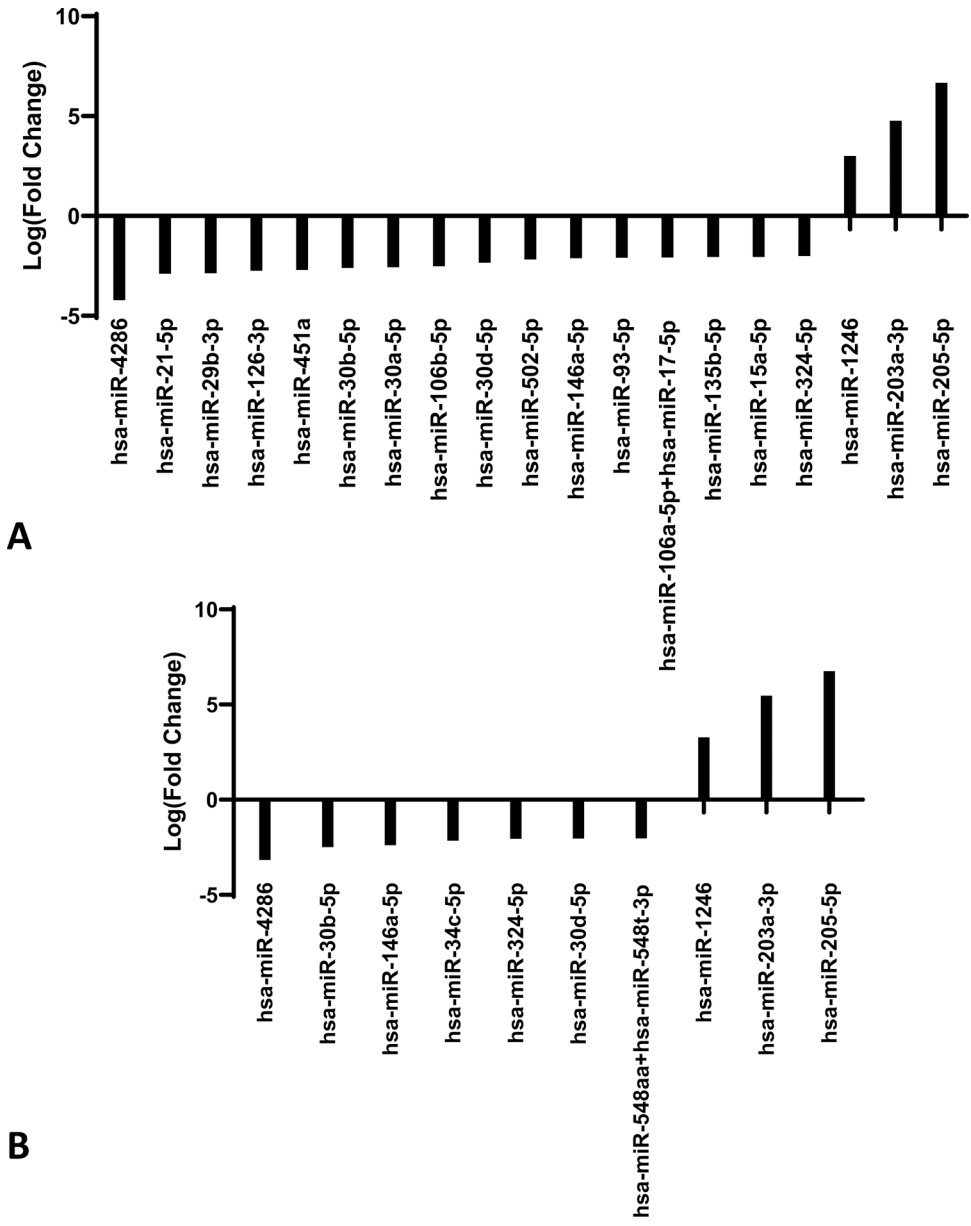 10
5
0
-5
Log(Fold Change)
hsa-miR-4286
hsa-miR-21-5p
hsa-miR-29b-3p
hsa-miR-126-3p
hsa-miR-451a
hsa-miR-30b-5p
hsa-miR-30a-5p
hsa-miR-106b-5p
hsa-miR-30d-5p
hsa-miR-502-5p
hsa-miR-146a-5p
hsa-miR-93-5p
hsa-miR-106a-5p+hsa-miR-17-5p
hsa-miR-135b-5p
hsa-miR-15a-5p
hsa-miR-324-5p
hsa-miR-1246
hsa-miR-203a-3p
hsa-miR-205-5p
A
10
5
0
-5
Log(Fold Change)
hsa-miR-4286
hsa-miR-30b-5p
hsa-miR-146a-5p
hsa-miR-34c-5p
hsa-miR-324-5p
hsa-miR-30d-5p
hsa-miR-548aa+hsa-miR-548t-3p
hsa-miR-1246
hsa-miR-203a-3p
hsa-miR-205-5p
B